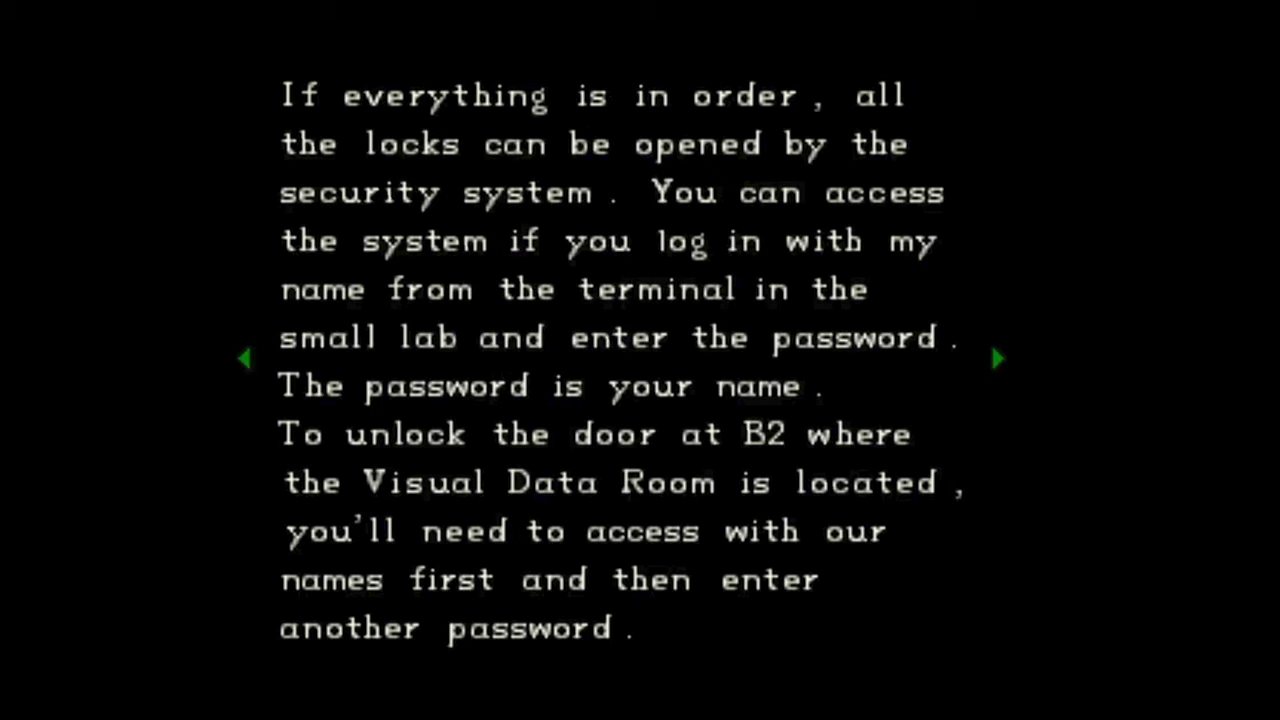 If everything is in order, all
the locks can be opened by the
security system. You can access
the system if you log in with my
name from the terminal in the
small lab and enter the password.
The password is your name.
To unlock the door at B2 where
the Visual Data Room is located,
you'll need to access with our
names first and then enter
another password.